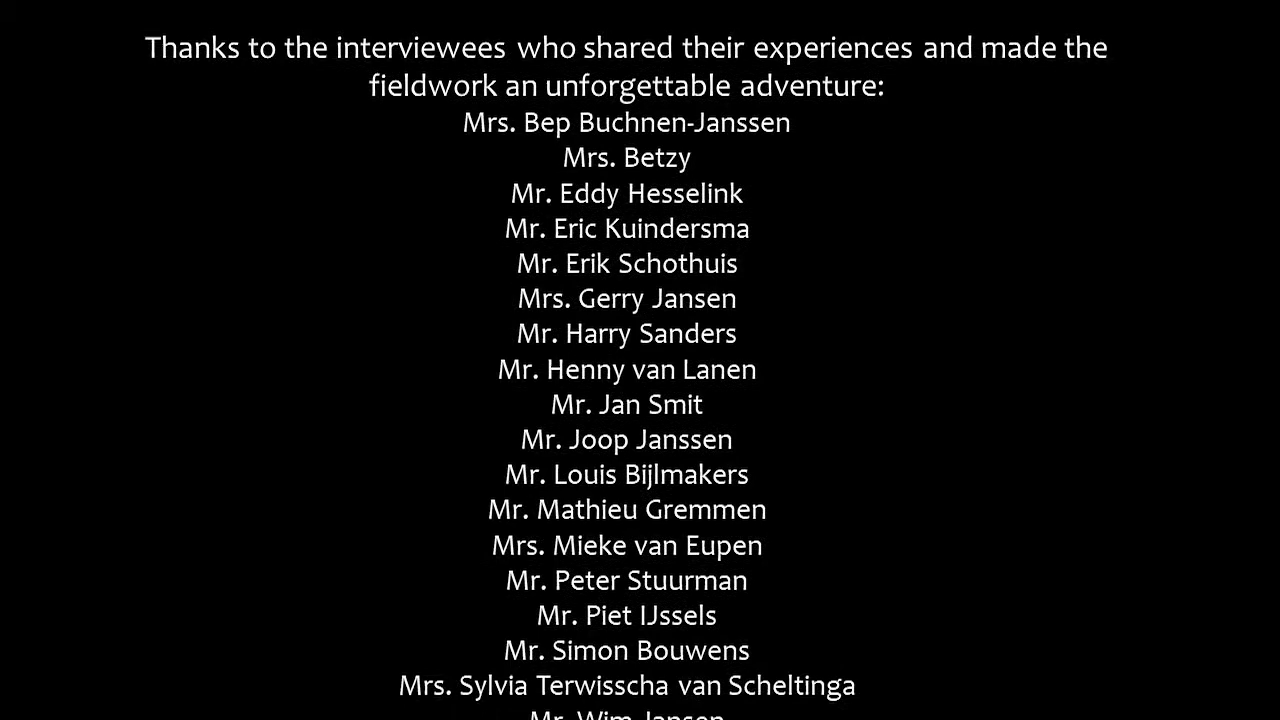 Thanks to the interviewees who shared their experiences and made the
fieldwork an unforgettable adventure:
Mrs. Bep Buchnen-Janssen
Mrs. Betzy
Mr. Eddy Hesselink
Mr. Eric Kuindersma
Mr. Erik Schothuis
Mrs. Gerry Jansen
Mr. Harry Sanders
Mr. Henny van Lanen
Mr. Jan Smit
Mr. Joop Janssen
Mr. Louis Bijlmakers
Mr. Mathieu Gremmen
Mrs. Mieke van Eupen
Mr. Peter Stuurman
Mr. Piet IJssels
Mr. Simon Bouwens
Mrs. Sylvia Terwisscha van Scheltinga
Mr. Wim Jansen